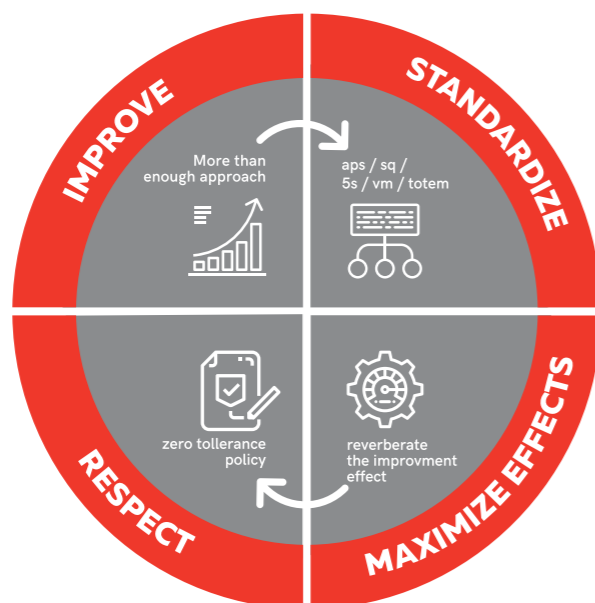 IMPROVE
STANDARDIZE
More than
enough approach
aps / sq /
5s / vm / totem
zero tollerance
policy
reverberate
the improvment
effect
RESPECT
MAXIMIZE EFFECTS